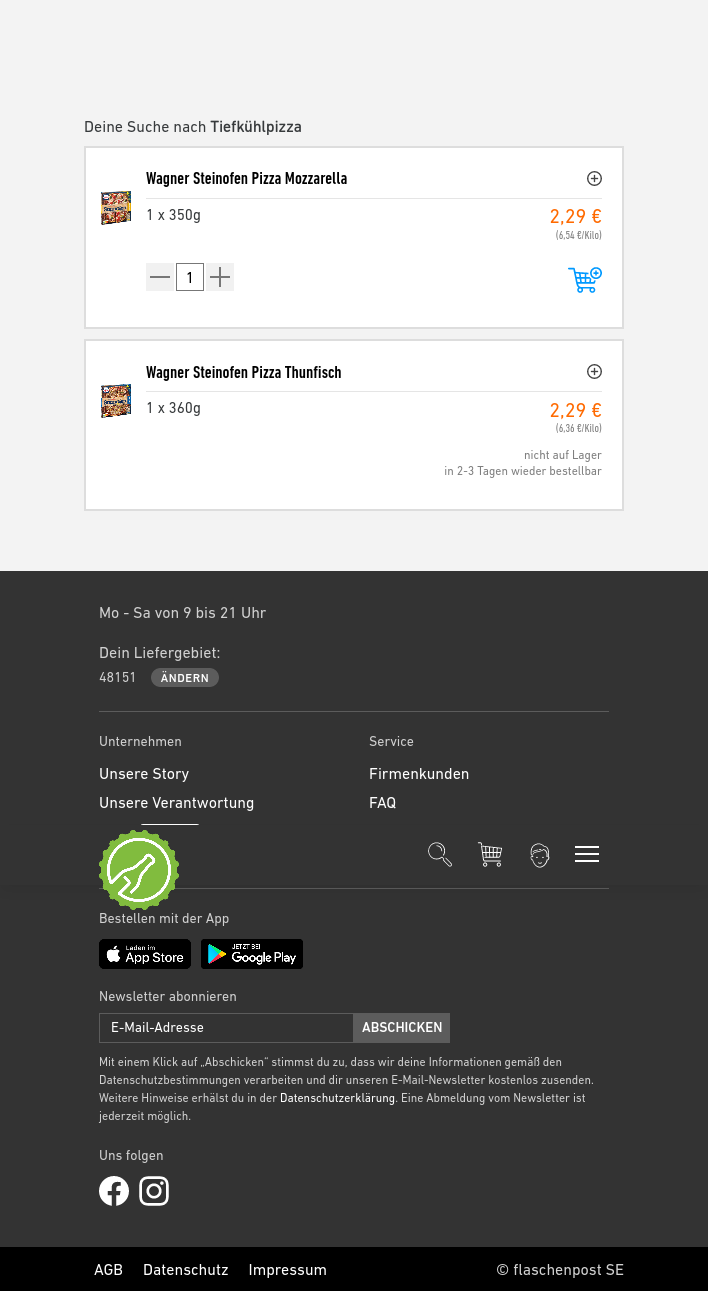 Deine Suche nach Tiefkühlpizza
Wagner Steinofen Pizza Mozzarella
1 x 350g
2,29 €
(6,54 €/Kilo)
1
Wagner Steinofen Pizza Thunfisch
1 x 360g
2,29 €
(6,36 €/Kilo)
nicht auf Lager
in 2-3 Tagen wieder bestellbar
Mo - Sa von 9 bis 21 Uhr
Dein Liefergebiet:
48151 ÄNDERN
Unternehmen
Unsere Story
Unsere Verantwortung
Service
Firmenkunden
FAQ
Bestellen mit der App
Laden im
App Store
JETZT BEI
Google Play
Newsletter abonnieren
E-Mail-Adresse ABSCHICKEN
Mit einem Klick auf „Abschicken“ stimmst du zu, dass wir deine Informationen gemäß den
Datenschutzbestimmungen verarbeiten und dir unseren E-Mail-Newsletter kostenlos zusenden.
Weitere Hinweise erhälst du in der Datenschutzerklärung. Eine Abmeldung vom Newsletter ist
jederzeit möglich.
Uns folgen
AGB Datenschutz Impressum © flaschenpost SE